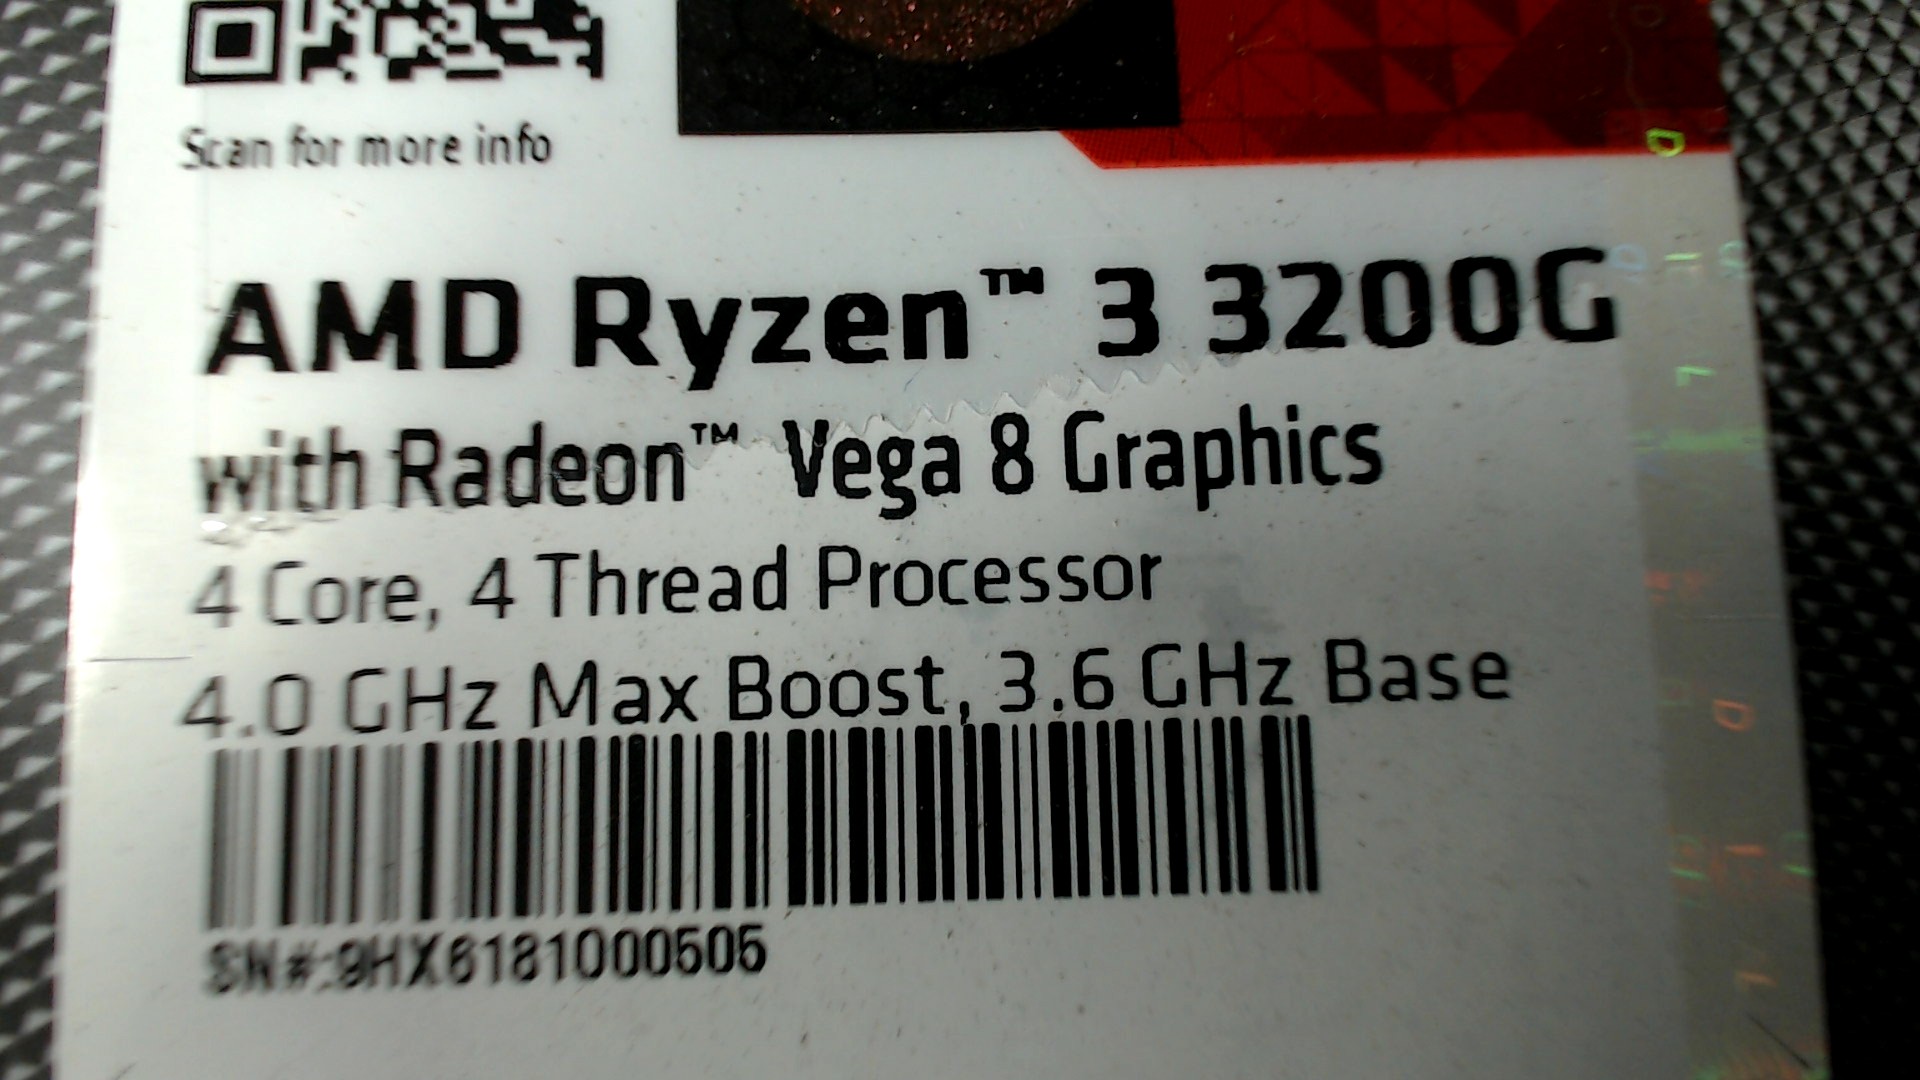 Scan for more info
AMD Ryzen™ 3 3200G
with Radeon™ Vega 8 Graphics
4 Core, 4 Thread Processor
4.0 GHz Max Boost, 3.6 GHz Base
SN#:9HX6181000505